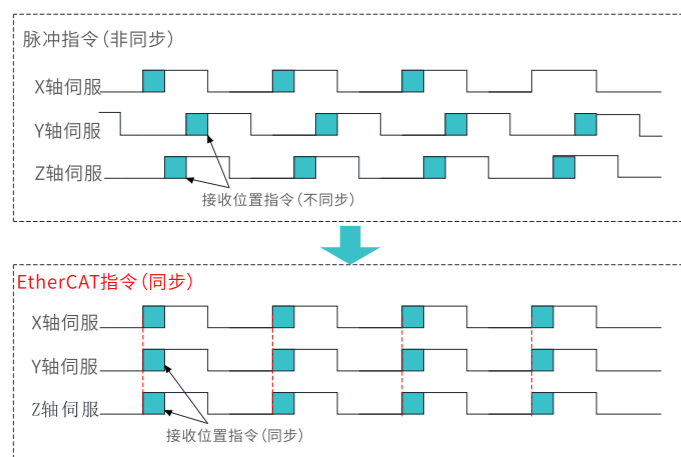 脉冲指令(非同步)
X轴伺服
Y轴伺服
Z轴伺服
接收位置指令(不同步)
EtherCAT指令(同步)
X轴伺服
Y轴伺服
Z轴伺服
接收位置指令(同步)